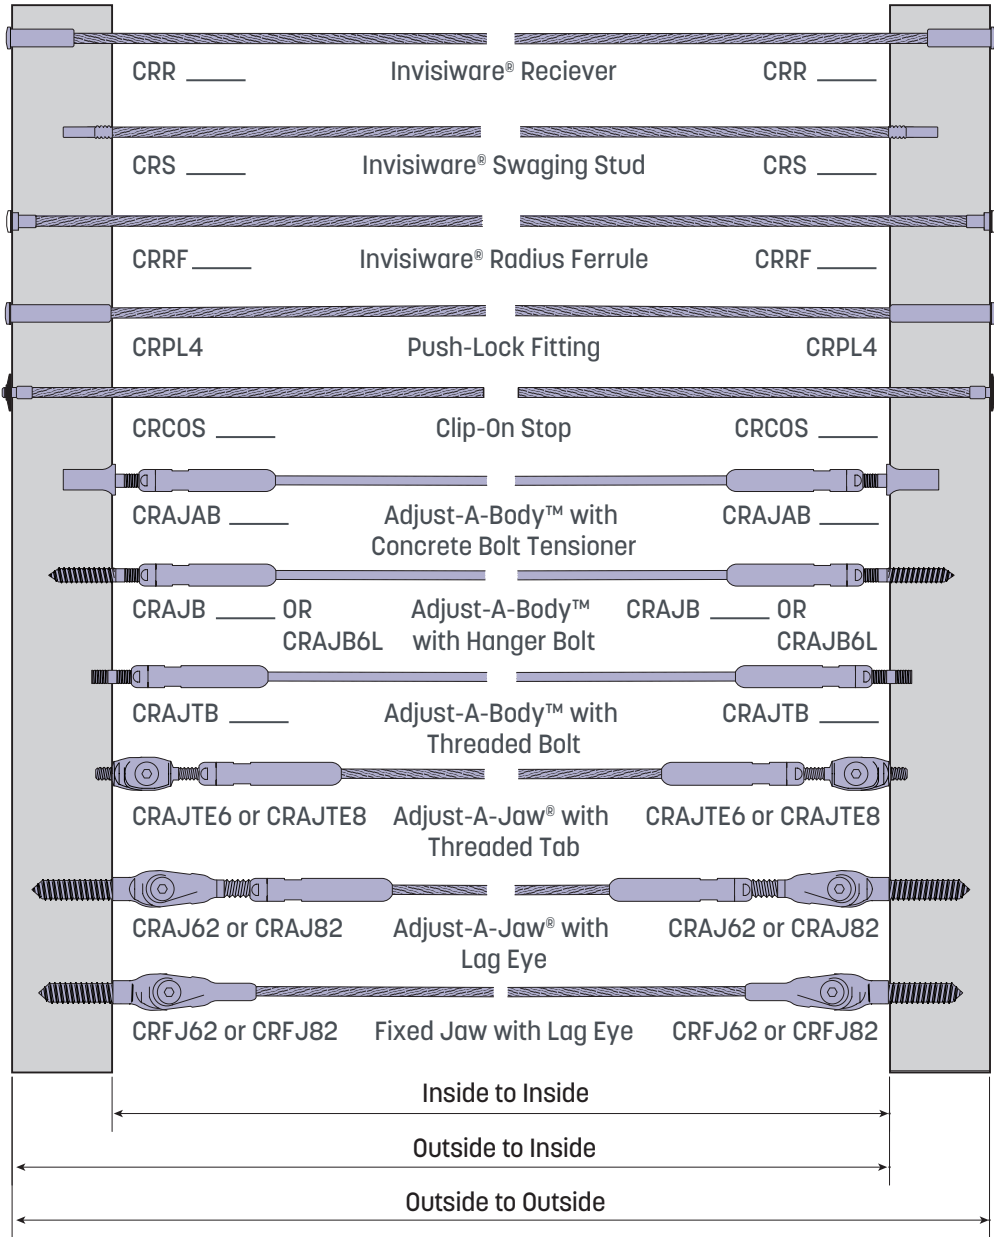 CRR _____ Invisiware® Reciever CRR _____
CRS _____ Invisiware® Swaging Stud CRS _____
CRRF _____ Invisiware® Radius Ferrule CRRF _____
CRPL4 Push-Lock Fitting CRPL4
CRCOS _____ Clip-On Stop CRCOS _____
CRAJAB _____ Adjust-A-Body™ with CRAJAB _____
Concrete Bolt Tensioner
CRAJB _____ OR Adjust-A-Body™ CRAJB _____ OR
CRAJB6L with Hanger Bolt CRAJB6L
CRAJTB _____ Adjust-A-Body™ with CRAJTB _____
Threaded Bolt
CRAJTE6 or CRAJTE8 Adjust-A-Jaw® with CRAJTE6 or CRAJTE8
Threaded Tab
CRAJ62 or CRAJ82 Adjust-A-Jaw® with CRAJ62 or CRAJ82
Lag Eye
CRFJ62 or CRFJ82 Fixed Jaw with Lag Eye CRFJ62 or CRFJ82
Inside to Inside
Outside to Inside
Outside to Outside